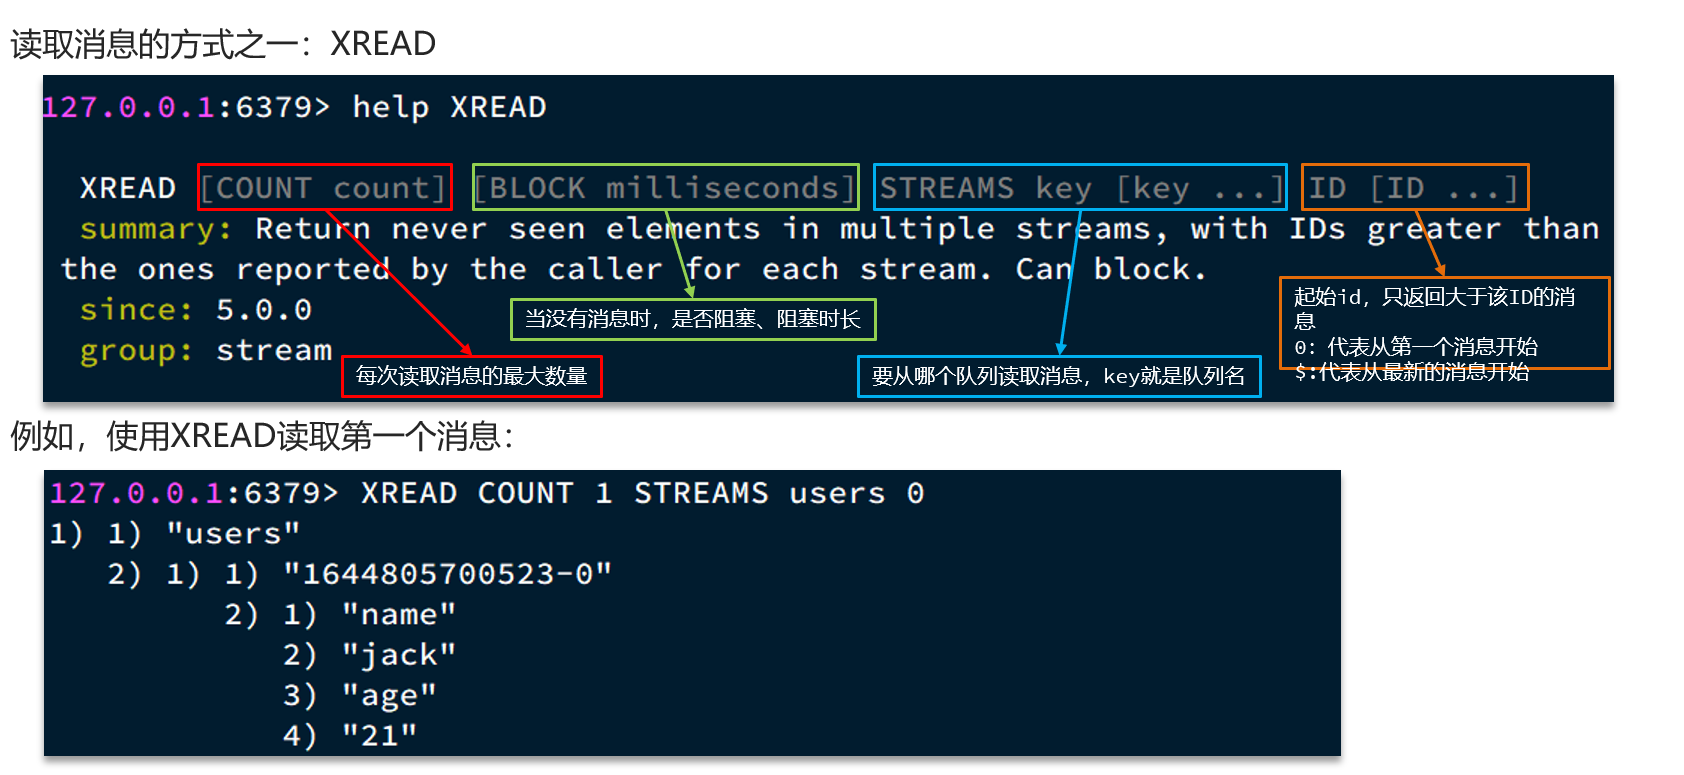 读取消息的方式之一：XREAD
127.0.0.1:6379> help XREAD
XREAD [COUNT count] [BLOCK milliseconds] STREAMS key [key ...] ID [ID ...]
summary: Return never seen elements in multiple streams, with IDs greater than
the ones reported by the caller for each stream. Can block.
since: 5.0.0
group: stream
当没有消息时，是否阻塞、阻塞时长
每次读取消息的最大数量
要从哪个队列读取消息，key就是队列名
起始id，只返回大于该ID的消
息
0：代表从第一个消息开始
$:代表从最新的消息开始
例如，使用XREAD读取第一个消息：
127.0.0.1:6379> XREAD COUNT 1 STREAMS users 0
1) 1) "users"
2) 1) 1) "1644805700523-0"
2) 1) "name"
2) "jack"
3) "age"
4) "21"